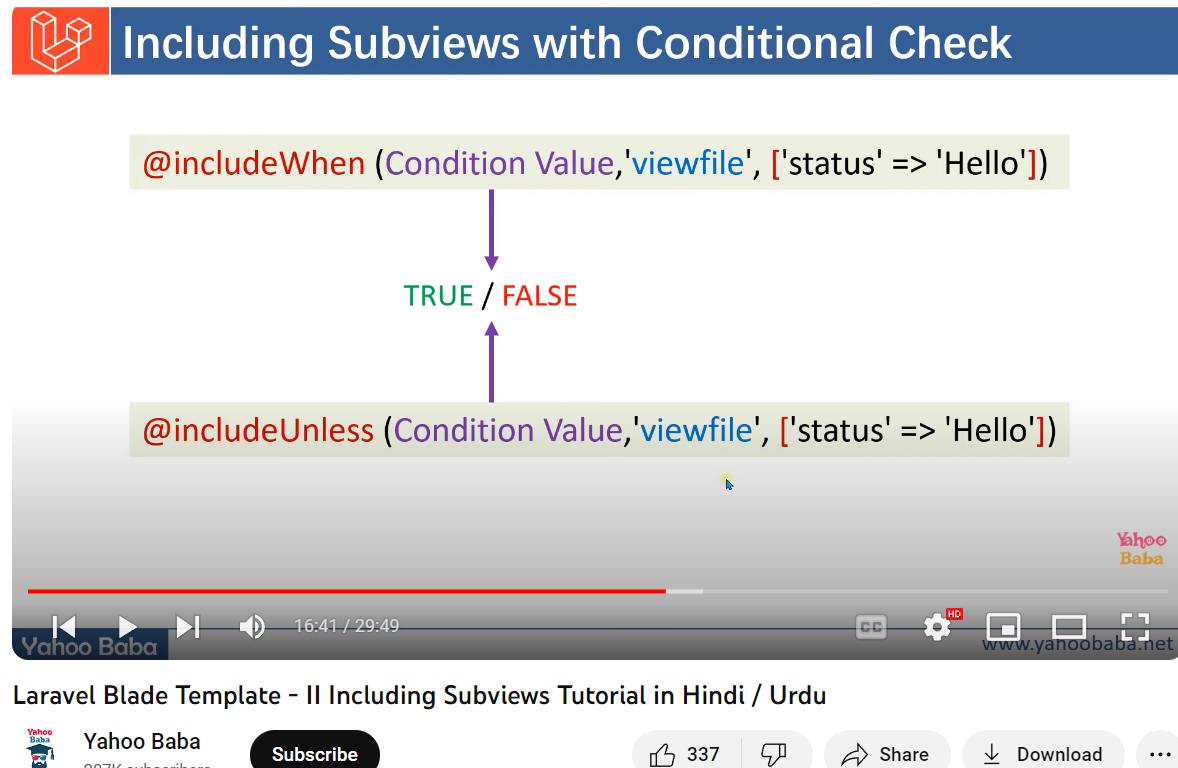 Including Subviews with Conditional Check
@includeWhen (Condition Value,'viewfile', ['status' => 'Hello'])
TRUE / FALSE
@includeUnless (Condition Value,'viewfile', ['status' => 'Hello'])
Yahoo
Baba
16:41 / 29:49
CC
HD
Yahoo Baba
www.yahoobaba.net
Laravel Blade Template - II Including Subviews Tutorial in Hindi / Urdu
Yahoo
Baba
Yahoo Baba
Subscribe
337
Share
Download